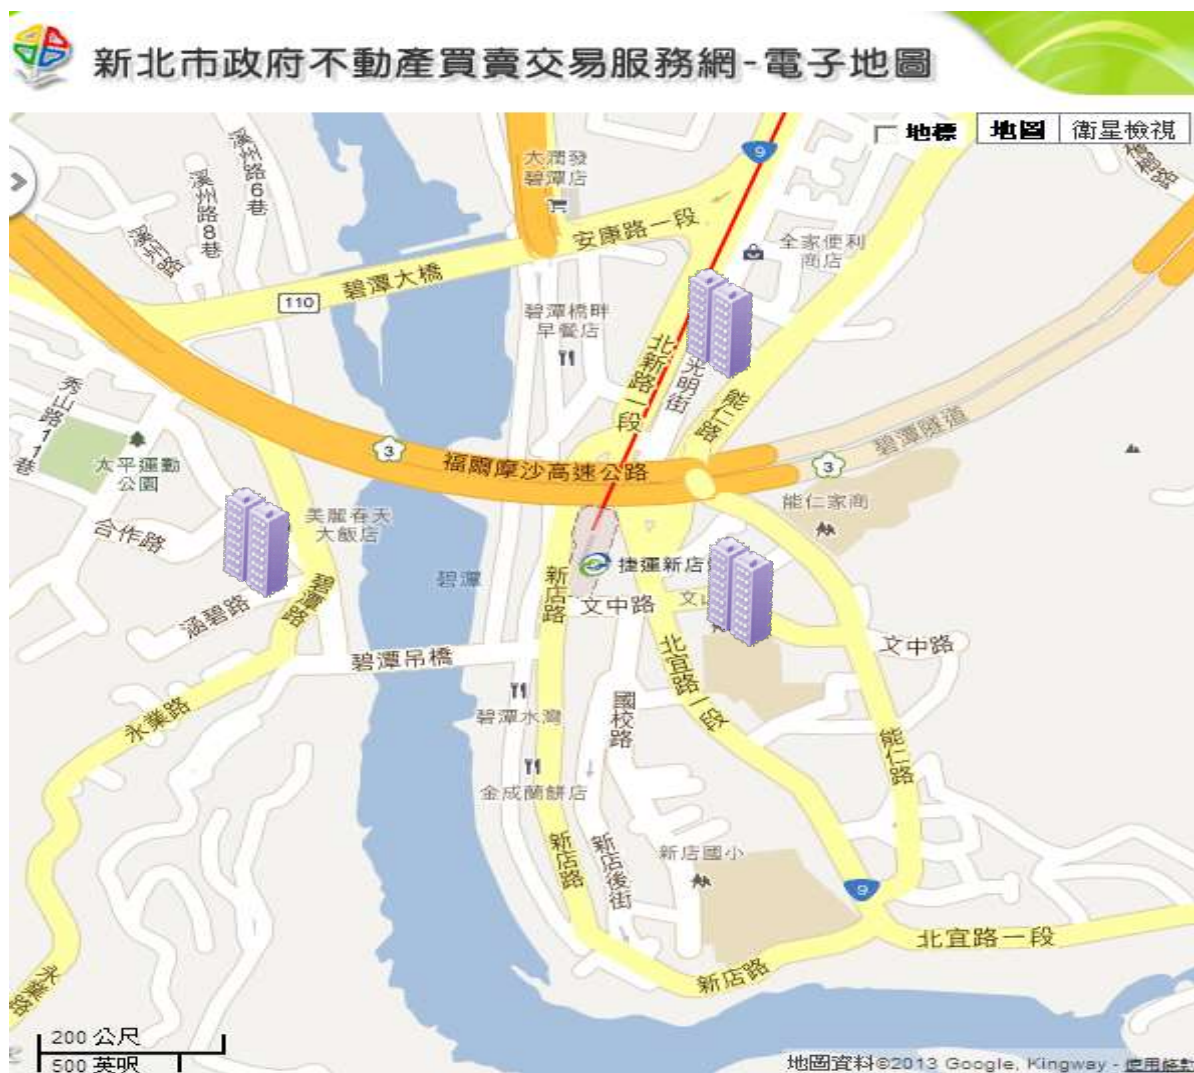 新北市政府不動產買賣交易服務網-電子地圖
地標
地圖
衛星檢視
溪州路6巷
溪州路8巷
溪州路
大潤發
碧潭店
9
安康路一段
全家便利
商店
碧潭大橋
110
碧潭橋畔
早餐店
北新路一段
光明街
能仁路
碧潭隧道
秀山路11巷
太平運動
公園
3
福爾摩沙高速公路
3
能仁家商
合作路
美麗春天
大飯店
碧潭
新店路
捷運新店
文中路
文山
涵碧路
碧潭路
碧潭吊橋
北宜路一段
文中路
永業路
碧潭水灣
國校路
能仁路
金成蘭餅店
新店路
新店後街
新店國小
9
北宜路一段
新店路
永業路
200 公尺
500 英呎
地圖資料©2013 Google, Kingway - 使用條款